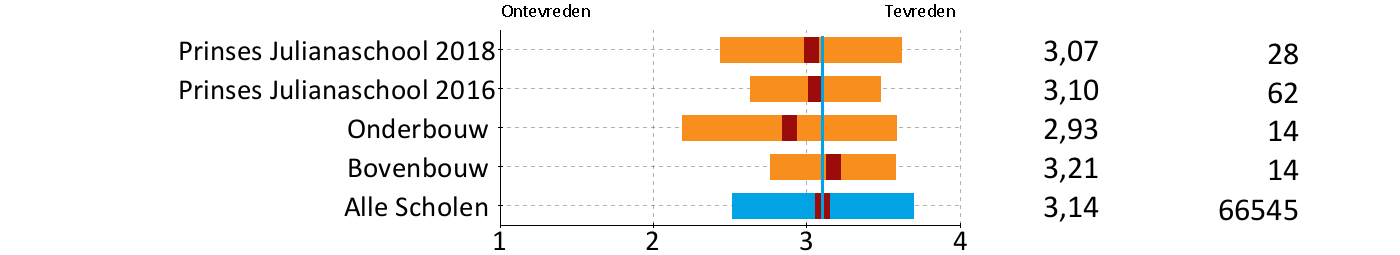 Ontevreden Tevreden
Prinses Julianaschool 2018 3,07 28
Prinses Julianaschool 2016 3,10 62
Onderbouw 2,93 14
Bovenbouw 3,21 14
Alle Scholen 3,14 66545
1 2 3 4